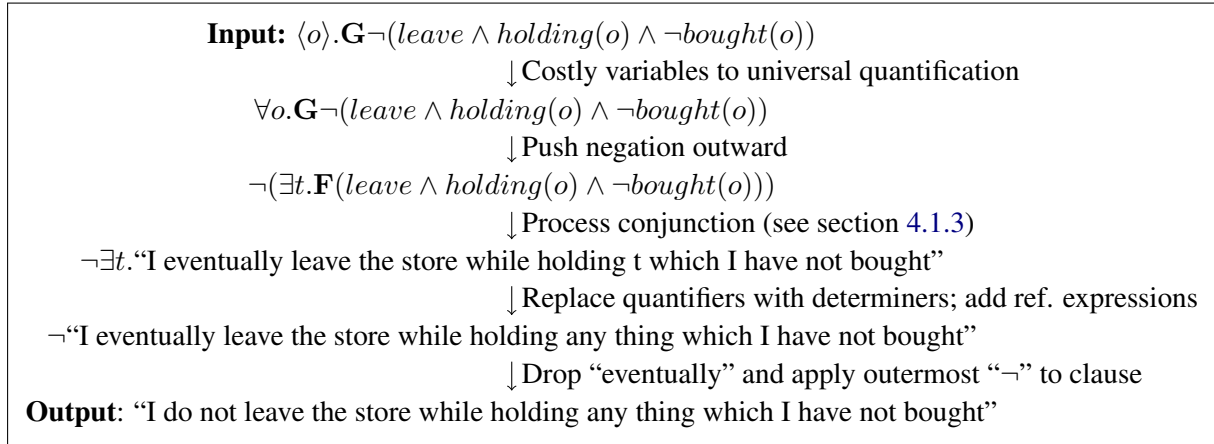 Input: ⟨o⟩.G¬(leave ∧ holding(o) ∧ ¬bought(o))
↓ Costly variables to universal quantification
∀o.G¬(leave ∧ holding(o) ∧ ¬bought(o))
↓ Push negation outward
¬(∃t.F(leave ∧ holding(o) ∧ ¬bought(o)))
↓ Process conjunction (see section 4.1.3)
¬∃t.“I eventually leave the store while holding t which I have not bought”
↓ Replace quantifiers with determiners; add ref. expressions
¬“I eventually leave the store while holding any thing which I have not bought”
↓ Drop “eventually” and apply outermost “¬” to clause
Output: “I do not leave the store while holding any thing which I have not bought”